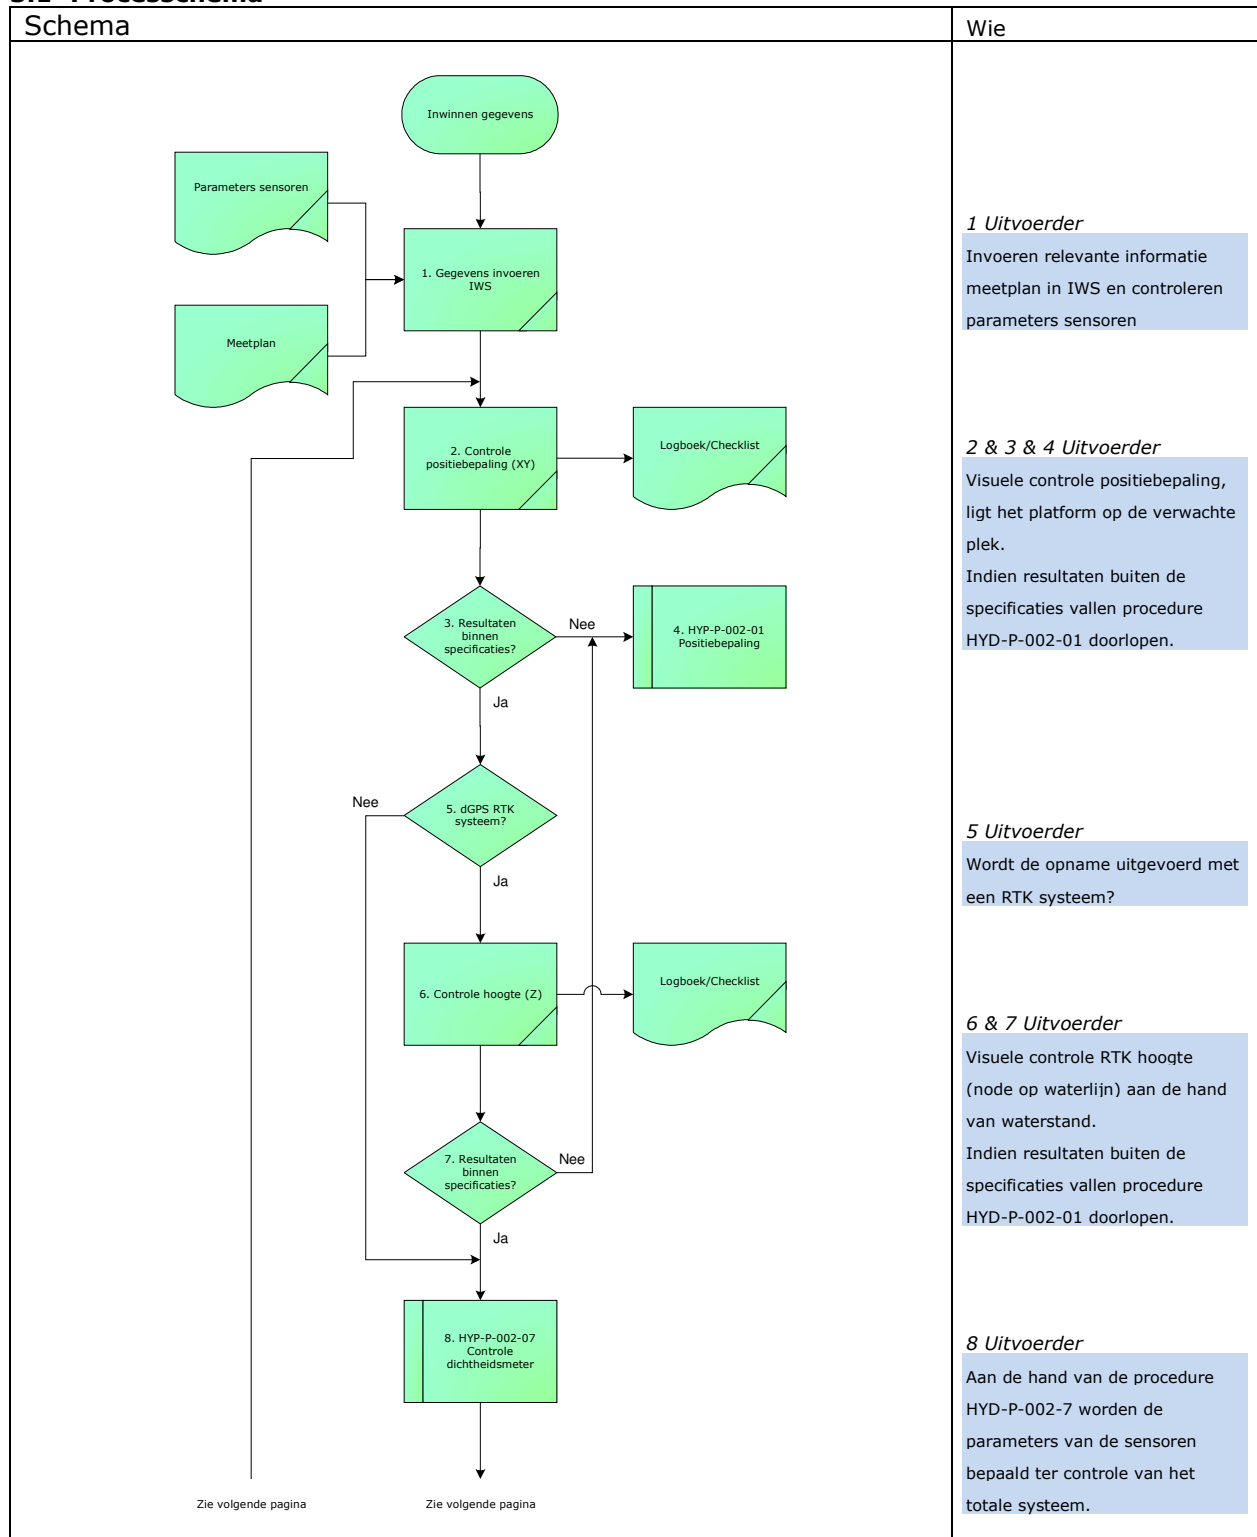 Schema
Wie
Inwinnen gegevens
Parameters sensoren
1. Gegevens invoeren
IWS
Meetplan
1 Uitvoerder
Invoeren relevante informatie
meetplan in IWS en controleren
parameters sensoren
2. Controle
positiebepaling (XY)
Logboek/Checklist
2 & 3 & 4 Uitvoerder
Visuele controle positiebepaling,
ligt het platform op de verwachte
plek.
Indien resultaten buiten de
specificaties vallen procedure
HYD-P-002-01 doorlopen.
3. Resultaten
binnen
specificaties?
Nee
4. HYP-P-002-01
Positiebepaling
Ja
5. dGPS RTK
systeem?
Nee
Ja
5 Uitvoerder
Wordt de opname uitgevoerd met
een RTK systeem?
6. Controle hoogte (Z)
Logboek/Checklist
6 & 7 Uitvoerder
Visuele controle RTK hoogte
(node op waterlijn) aan de hand
van waterstand.
Indien resultaten buiten de
specificaties vallen procedure
HYD-P-002-01 doorlopen.
7. Resultaten
binnen
specificaties?
Nee
Ja
8. HYP-P-002-07
Controle
dichtheidsmeter
8 Uitvoerder
Aan de hand van de procedure
HYD-P-002-7 worden de
parameters van de sensoren
bepaald ter controle van het
totale systeem.
Zie volgende pagina
Zie volgende pagina